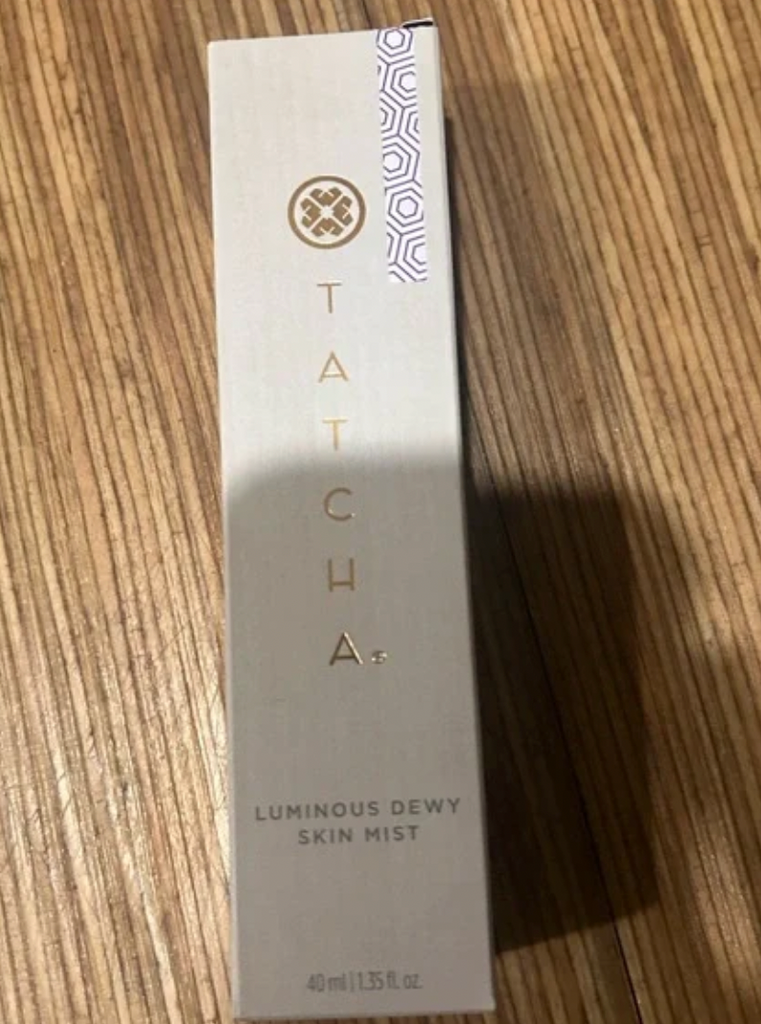 TATCHA®
LUMINOUS DEWY
SKIN MIST
40 ml | 1.35 fl. oz.